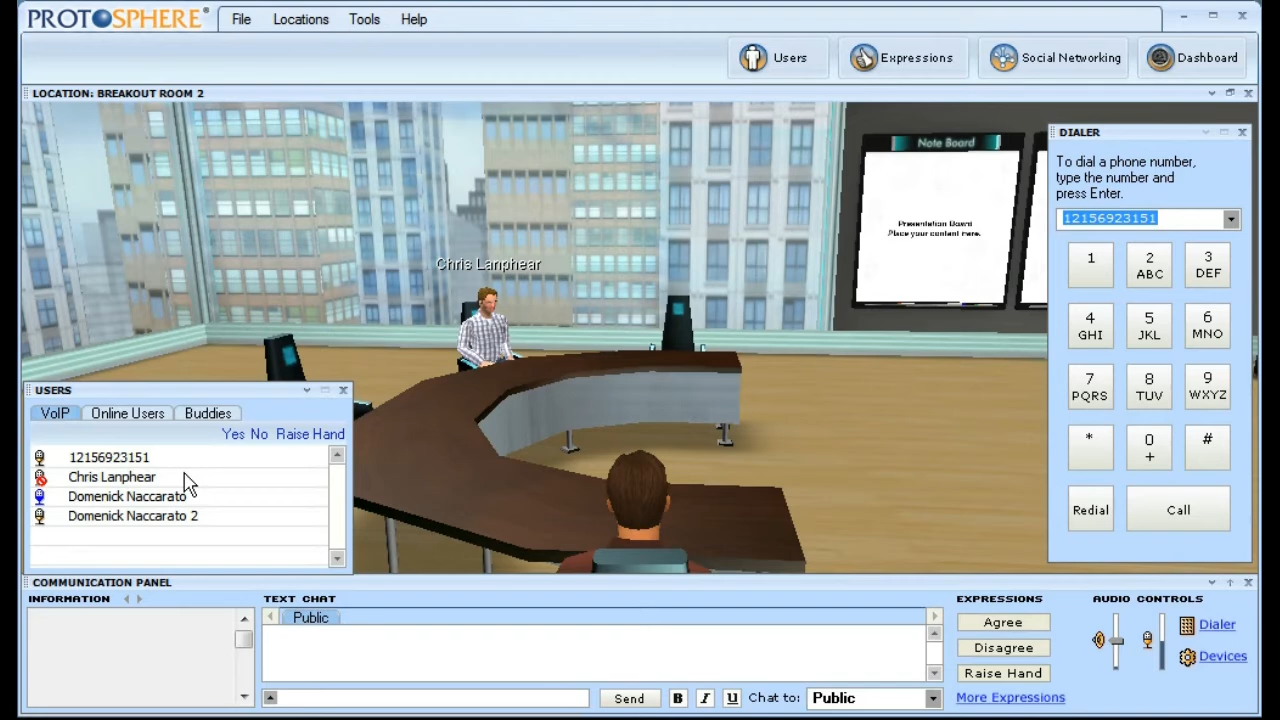 PROTOSPHERE®
File Locations Tools Help
Users Expressions Social Networking Dashboard
LOCATION: BREAKOUT ROOM 2
Note Board
Presentation Board
Place your content here.
Chris Lanphear
DIALER
To dial a phone number,
type the number and
press Enter.
12156923151
1 2 ABC 3 DEF
4 GHI 5 JKL 6 MNO
7 PQRS 8 TUV 9 WXYZ
* 0 + #
Redial Call
USERS
VoIP Online Users Buddies
Yes No Raise Hand
12156923151
Chris Lanphear
Domenick Naccarato
Domenick Naccarato 2
COMMUNICATION PANEL
INFORMATION
TEXT CHAT
Public
Send B I U Chat to: Public
EXPRESSIONS
Agree
Disagree
Raise Hand
More Expressions
AUDIO CONTROLS
Dialer
Devices